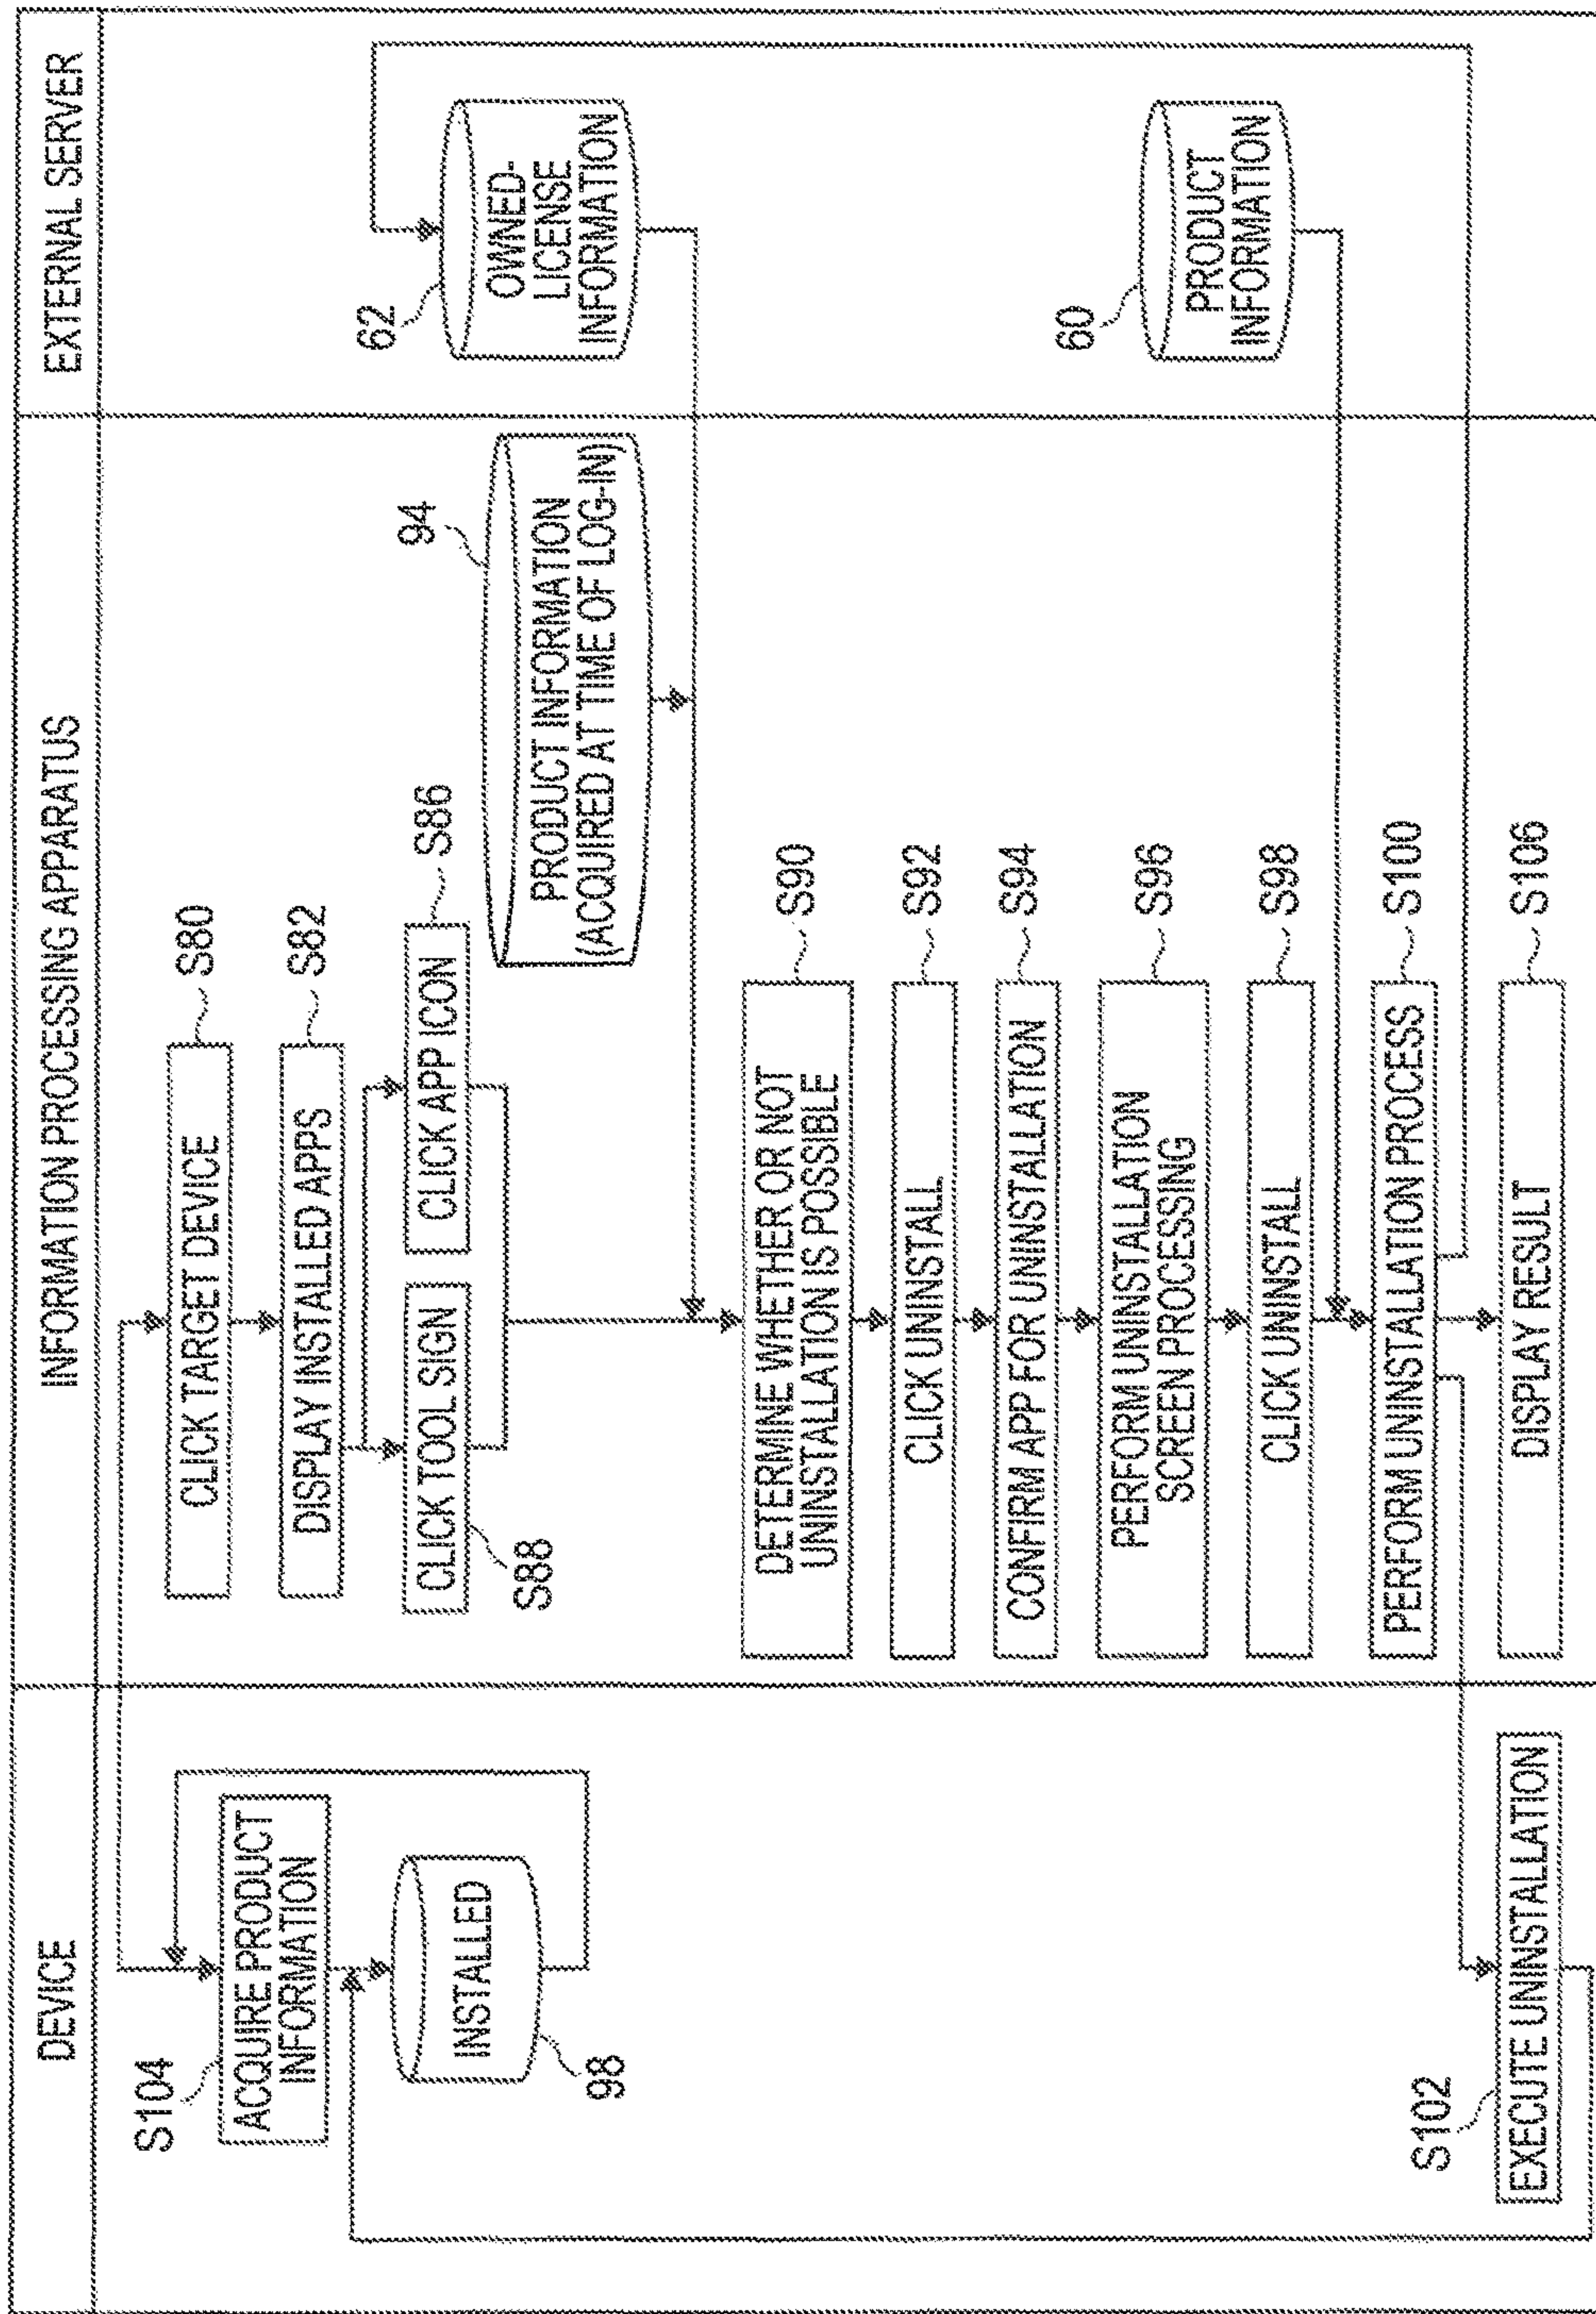 DEVICE
INFORMATION PROCESSING APPARATUS
EXTERNAL SERVER
S104
ACQUIRE PRODUCT
INFORMATION
INSTALLED
98
S102
EXECUTE UNINSTALLATION
CLICK TARGET DEVICE
S80
DISPLAY INSTALLED APPS
S82
CLICK TOOL SIGN
S88
CLICK APP ICON
S86
94
PRODUCT INFORMATION
(ACQUIRED AT TIME OF LOG-IN)
DETERMINE WHETHER OR NOT
UNINSTALLATION IS POSSIBLE
S90
CLICK UNINSTALL
S92
CONFIRM APP FOR UNINSTALLATION
S94
PERFORM UNINSTALLATION
SCREEN PROCESSING
S96
CLICK UNINSTALL
S98
PERFORM UNINSTALLATION PROCESS
S100
DISPLAY RESULT
S106
62
OWNED-
LICENSE
INFORMATION
60
PRODUCT
INFORMATION